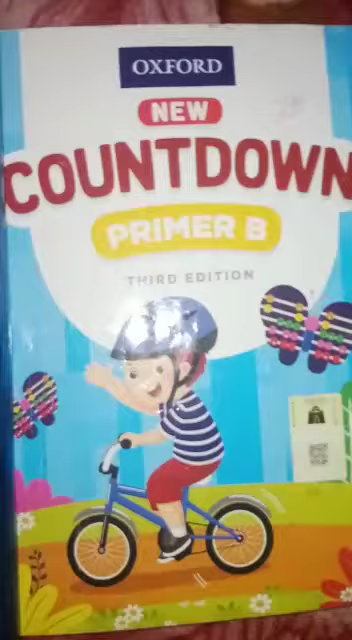 OXFORD
NEW
COUNTDOWN
PRIMER B
THIRD EDITION